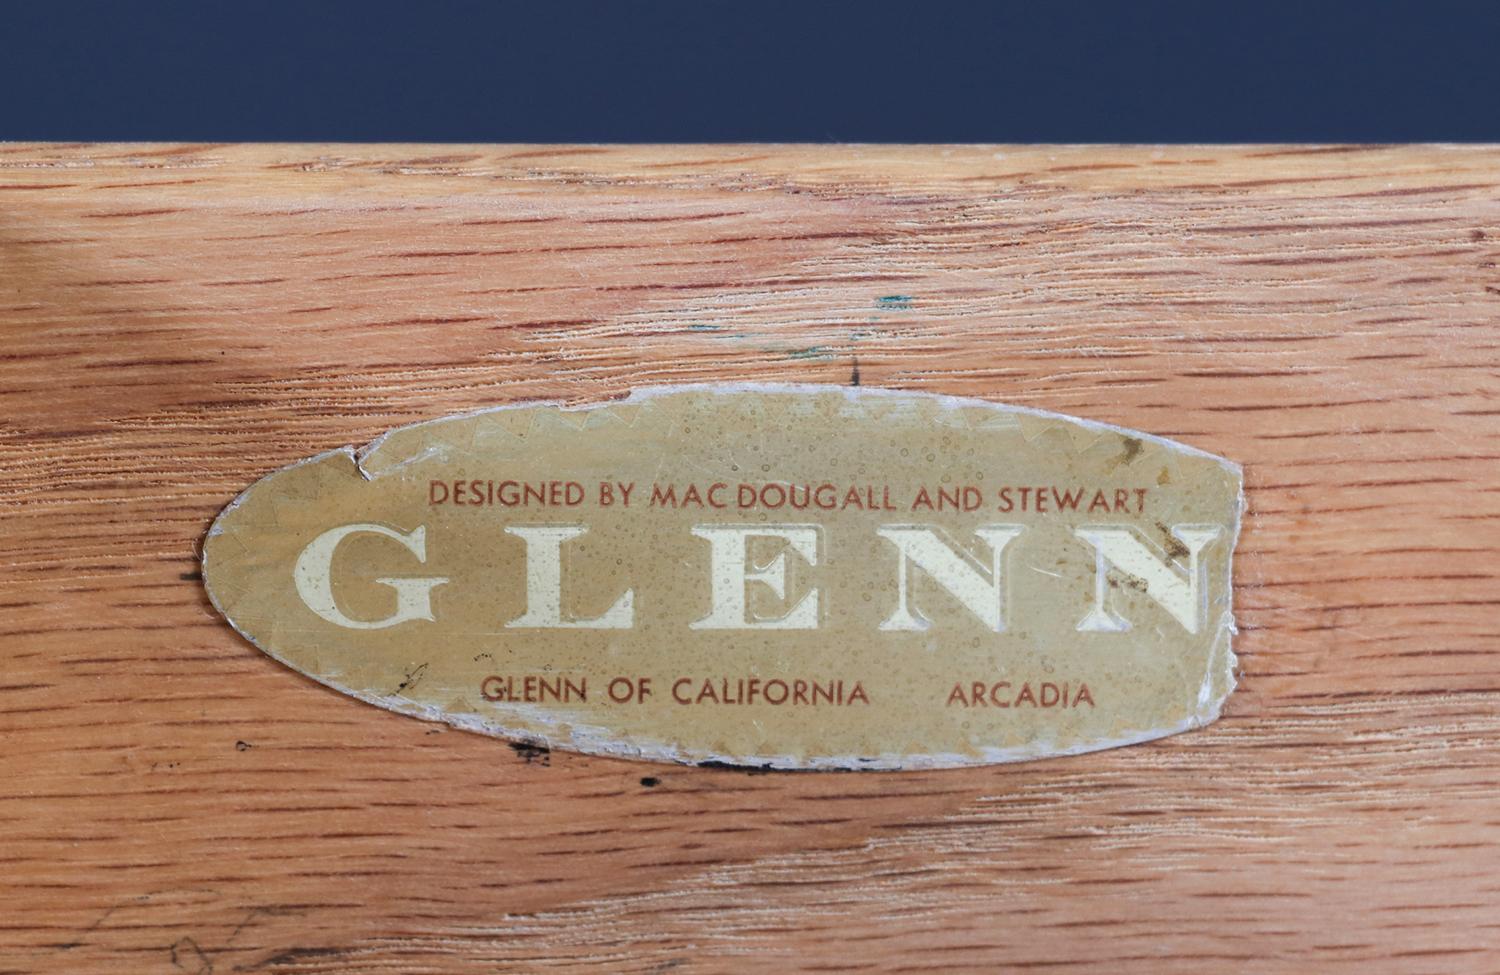 DESIGNED BY MAC DOUGALL AND STEWART
GLENN
GLENN OF CALIFORNIA ARCADIA